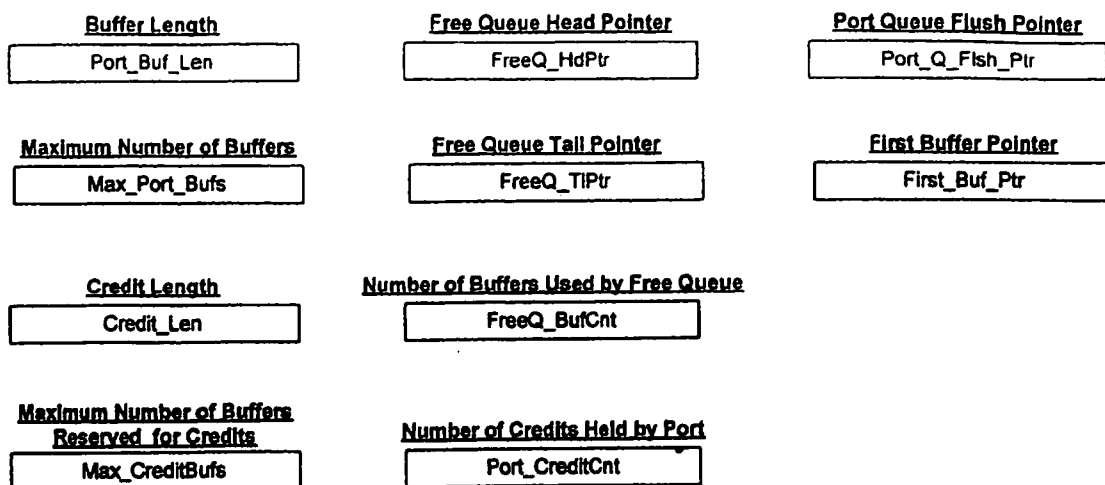 Buffer Length
Port_Buf_Len
Free Queue Head Pointer
FreeQ_HdPtr
Port Queue Flush Pointer
Port_Q_Flsh_Ptr
Maximum Number of Buffers
Max_Port_Bufs
Free Queue Tail Pointer
FreeQ_TlPtr
First Buffer Pointer
First_Buf_Ptr
Credit Length
Credit_Len
Number of Buffers Used by Free Queue
FreeQ_BufCnt
Maximum Number of Buffers
Reserved for Credits
Max_CreditBufs
Number of Credits Held by Port
Port_CreditCnt